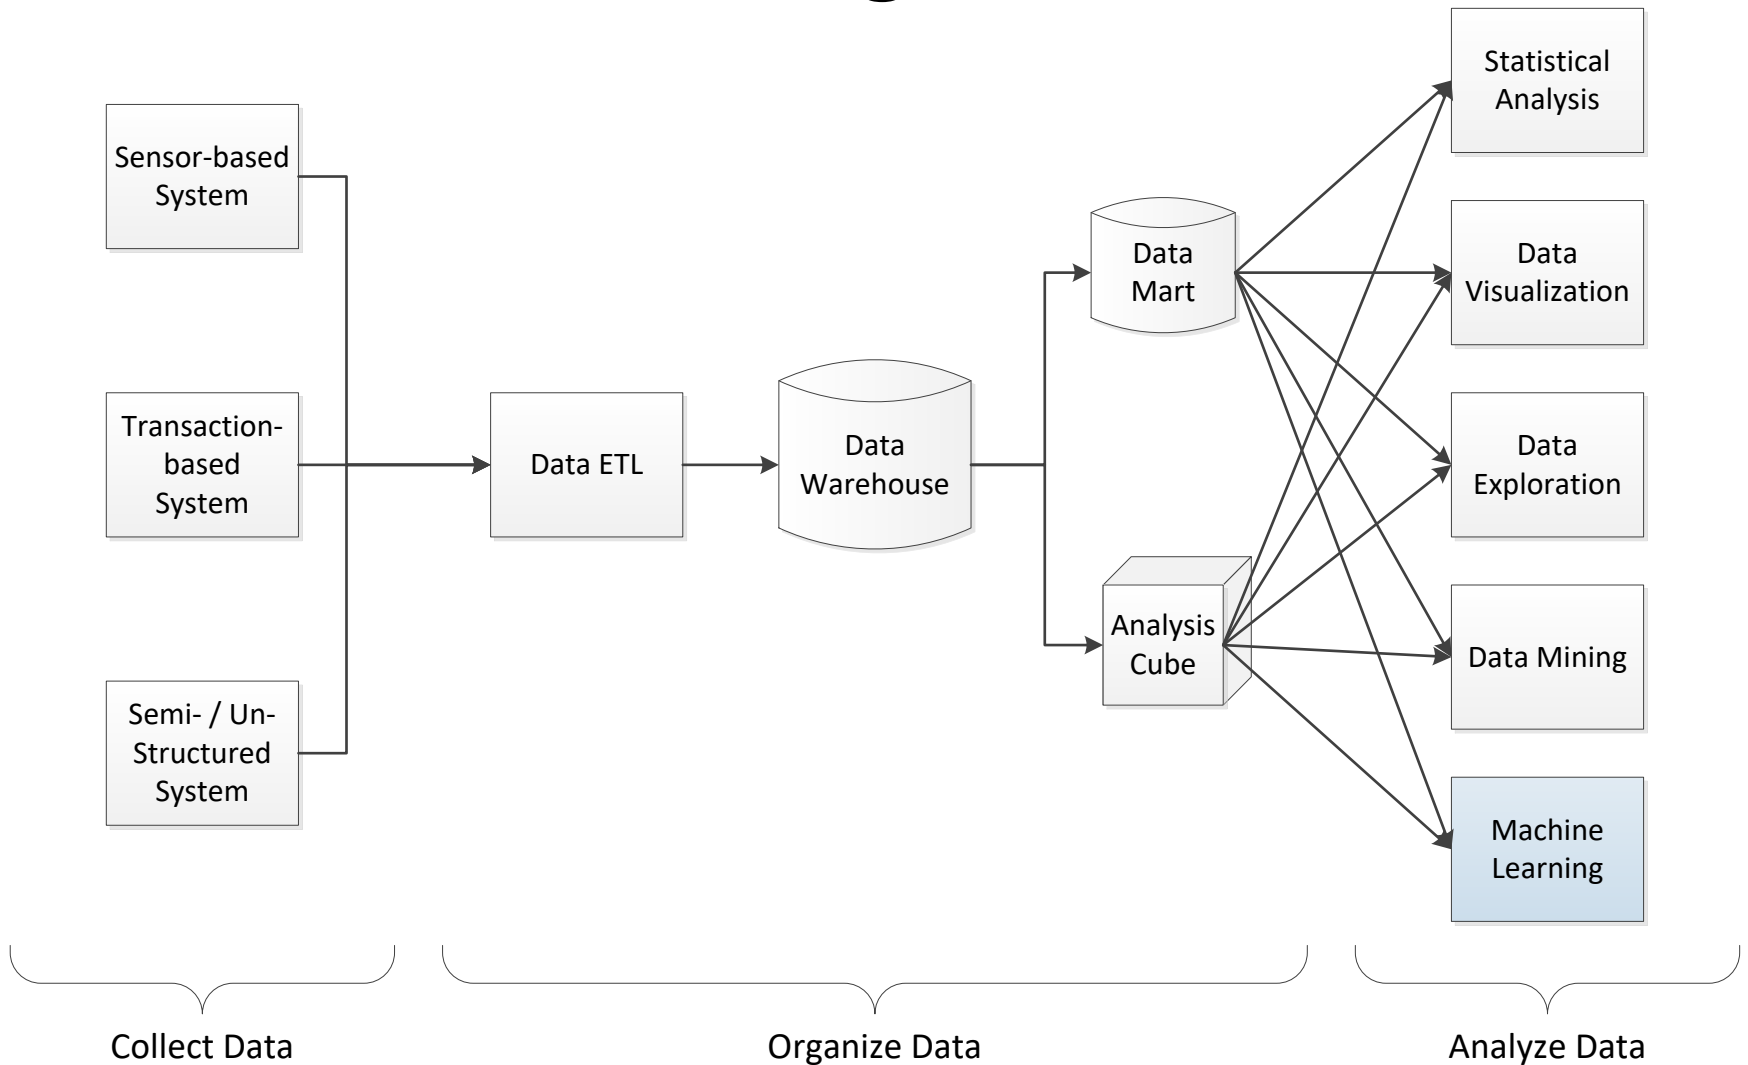 Sensor-based
System
Transaction-
based
System
Semi- / Un-
Structured
System
Data ETL
Data
Warehouse
Data
Mart
Analysis
Cube
Statistical
Analysis
Data
Visualization
Data
Exploration
Data Mining
Machine
Learning
Collect Data
Organize Data
Analyze Data